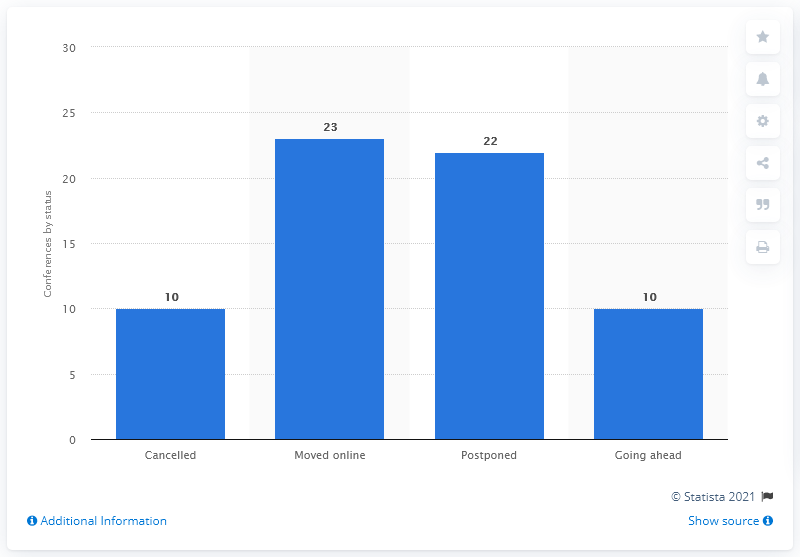 30
25
20
15
10
5
0
Conferences by status
10
23
22
10
Cancelled
Moved online
Postponed
Going ahead
© Statista 2021
Additional Information
Show source